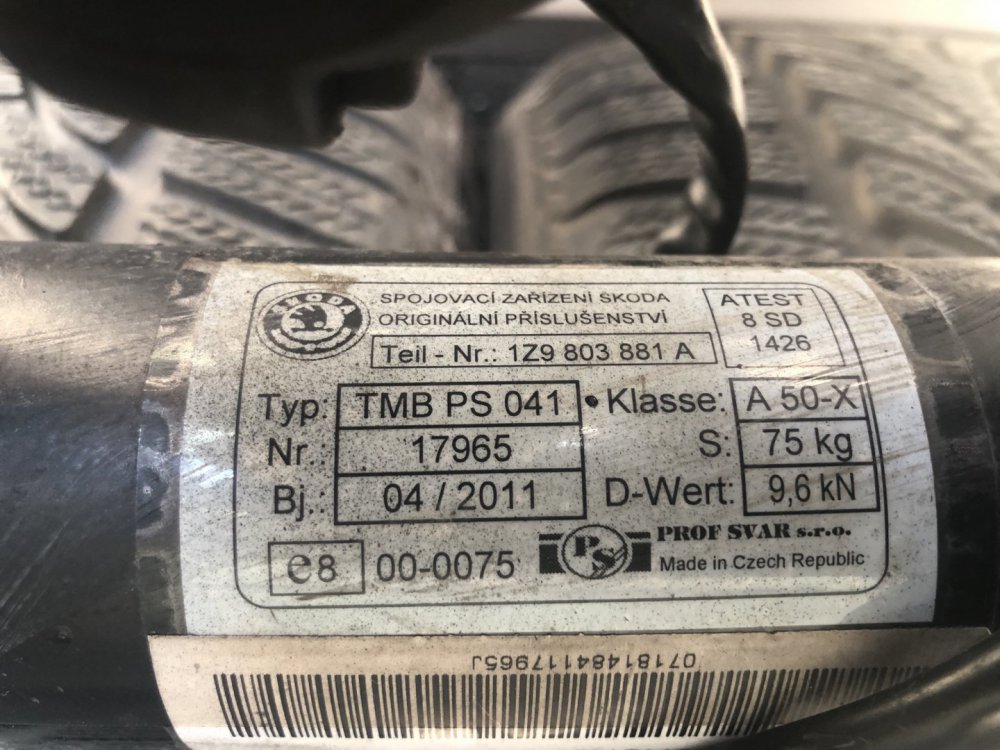 ŠKODA
SPOJOVACÍ ZAŘÍZENÍ ŠKODA
ORIGINÁLNÍ PŘÍSLUŠENSTVÍ
Teil - Nr.: 1Z9 803 881 A
ATEST
8 SD
1426
Typ: TMB PS 041 Klasse: A 50-X
Nr.: 17965 S: 75 kg
Bj.: 04 / 2011 D-Wert: 9,6 kN
e8 00-0075 PS PROF SVAR s.r.o.
Made in Czech Republic
0718148411796​5J